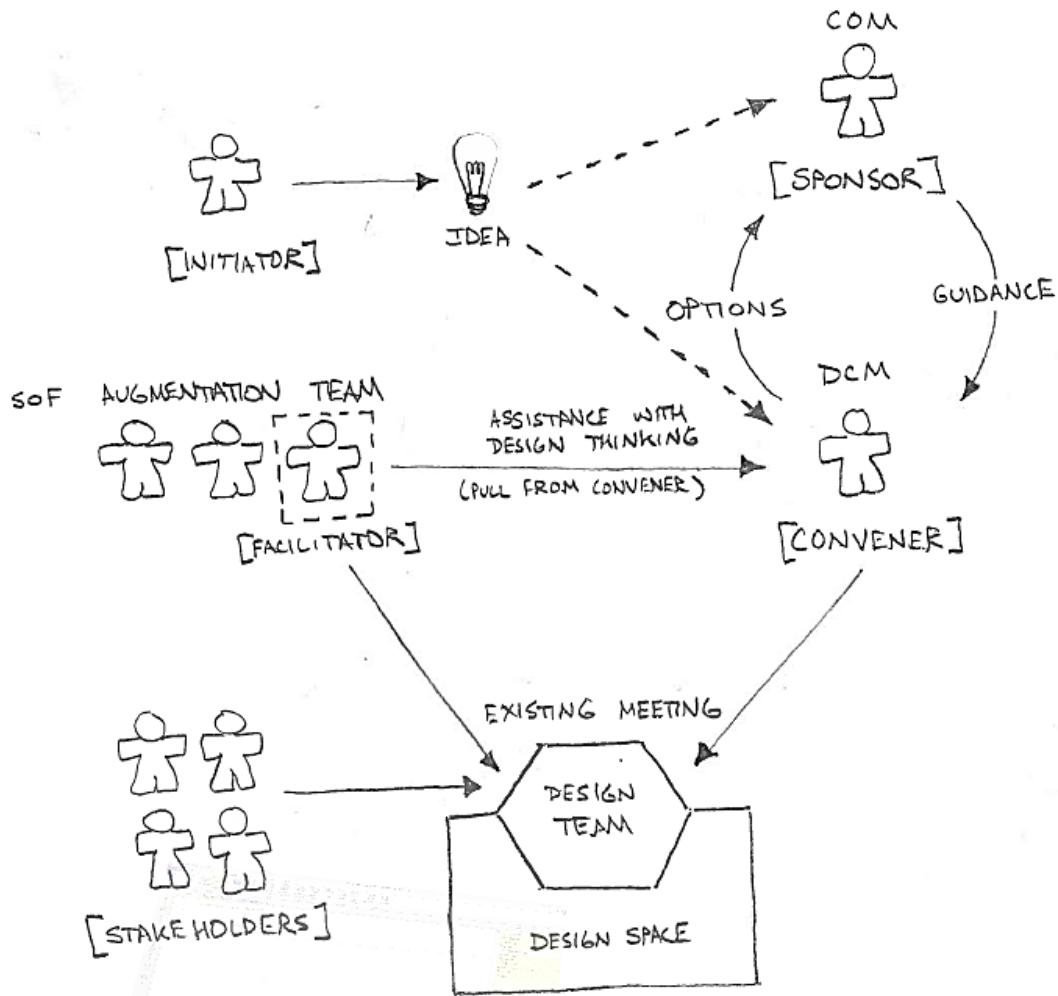 COM
[SPONSOR]
IDEA
[INITIATOR]
OPTIONS
GUIDANCE
SOF AUGMENTATION TEAM
DCM
ASSISTANCE WITH
DESIGN THINKING
(PULL FROM CONVENER)
[FACILITATOR]
[CONVENER]
EXISTING MEETING
DESIGN
TEAM
[STAKEHOLDERS]
DESIGN SPACE